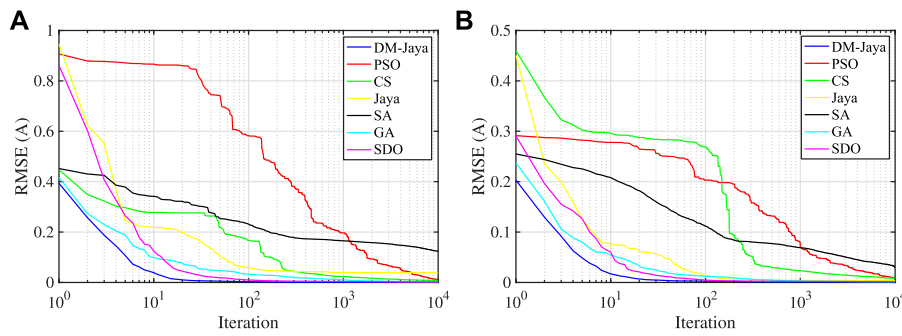 A
RMSE (A)
1
0.8
0.6
0.4
0.2
0
10^0
10^1
10^2
10^3
10^4
Iteration
DM-Jaya
PSO
CS
Jaya
SA
GA
SDO
B
RMSE (A)
0.5
0.4
0.3
0.2
0.1
0
10^0
10^1
10^2
10^3
10^4
Iteration
DM-Jaya
PSO
CS
Jaya
SA
GA
SDO